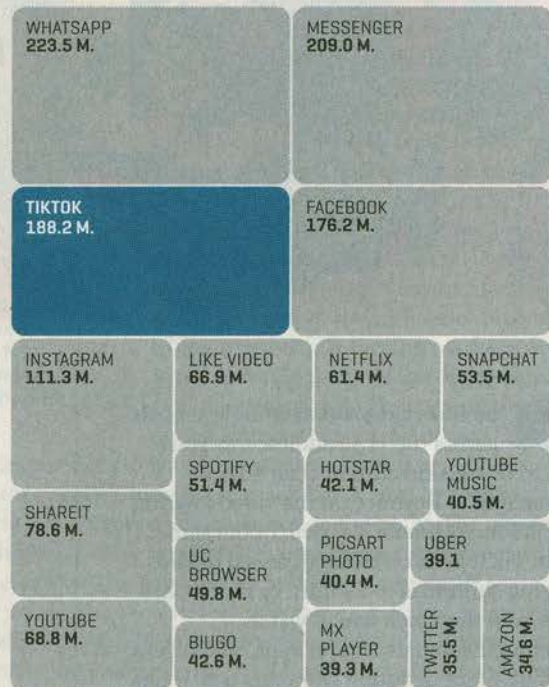 WHATSAPP
223.5 M.
MESSENGER
209.0 M.
TIKTOK
188.2 M.
FACEBOOK
176.2 M.
INSTAGRAM
111.3 M.
LIKE VIDEO
66.9 M.
NETFLIX
61.4 M.
SNAPCHAT
53.5 M.
SPOTIFY
51.4 M.
HOTSTAR
42.1 M.
YOUTUBE
MUSIC
40.5 M.
SHAREIT
78.6 M.
UC
BROWSER
49.8 M.
PICSART
PHOTO
40.4 M.
UBER
39.1
YOUTUBE
68.8 M.
BIUGO
42.6 M.
MX
PLAYER
39.3 M.
TWITTER
35.5 M.
AMAZON
34.6 M.